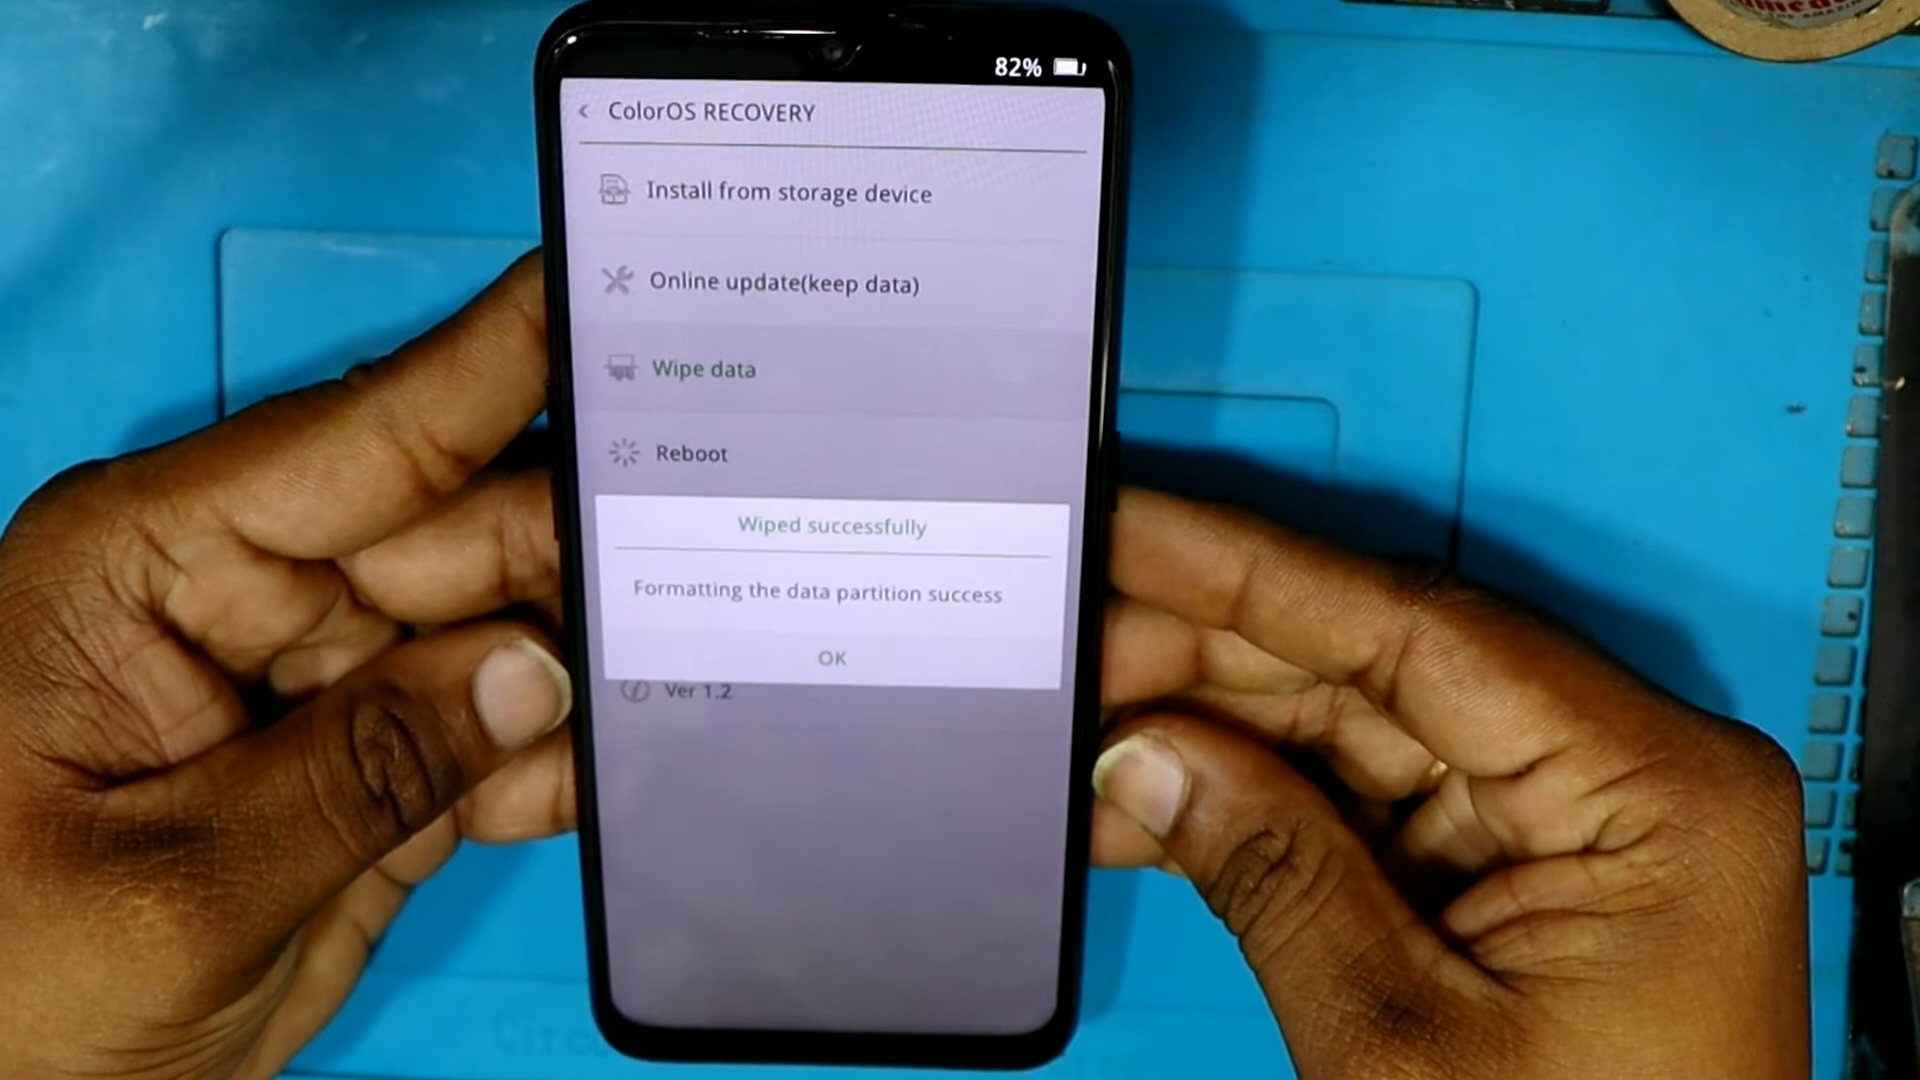 82%
ColorOS RECOVERY
Install from storage device
Online update(keep data)
Wipe data
Reboot
Wiped successfully
Formatting the data partition success
OK
Ver 1.2